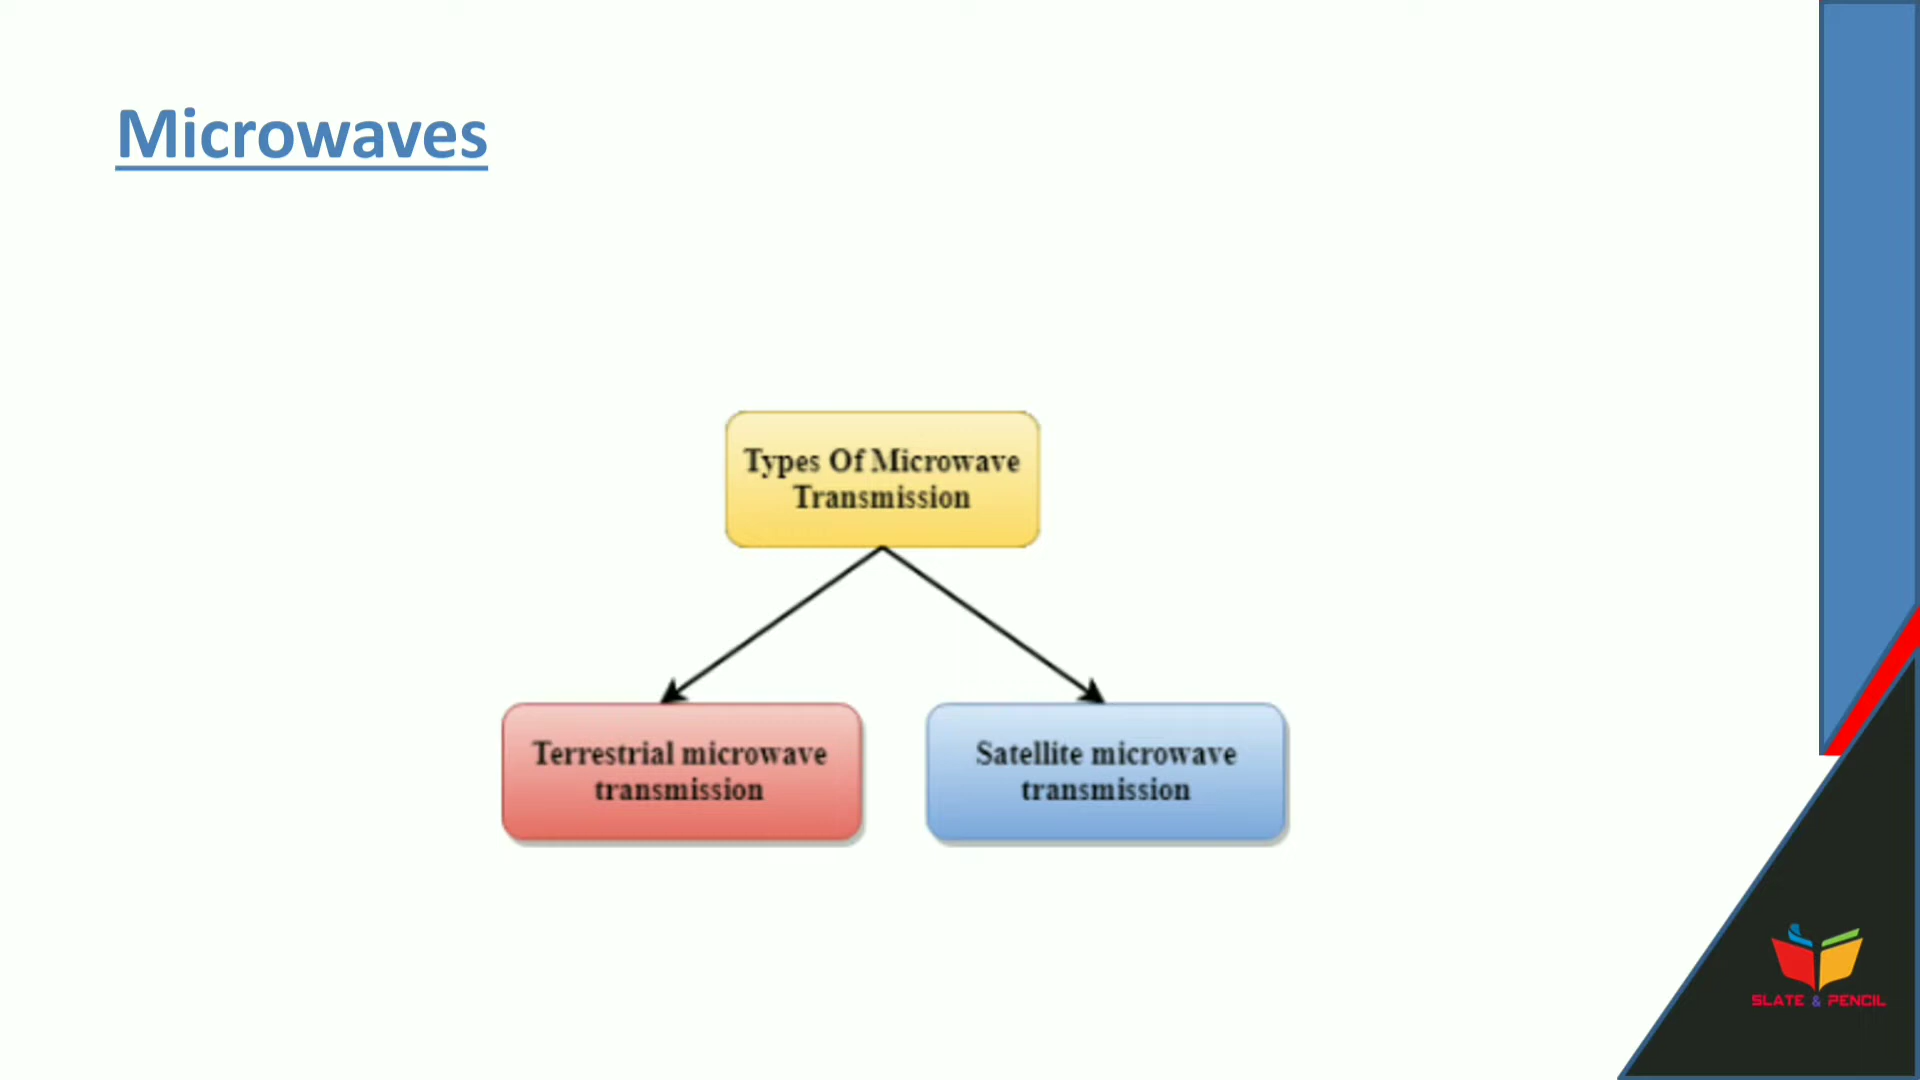 Microwaves
Types Of Microwave
Transmission
Terrestrial microwave
transmission
Satellite microwave
transmission
SLATE & PENCIL